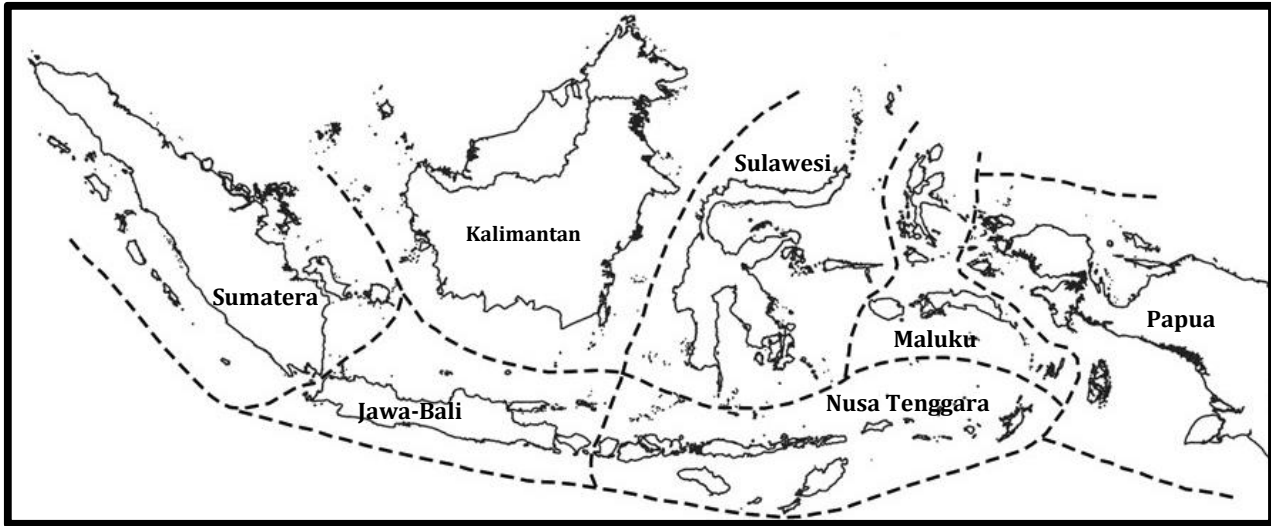 Sulawesi
Kalimantan
Sumatera
Papua
Maluku
Nusa Tenggara
Jawa-Bali